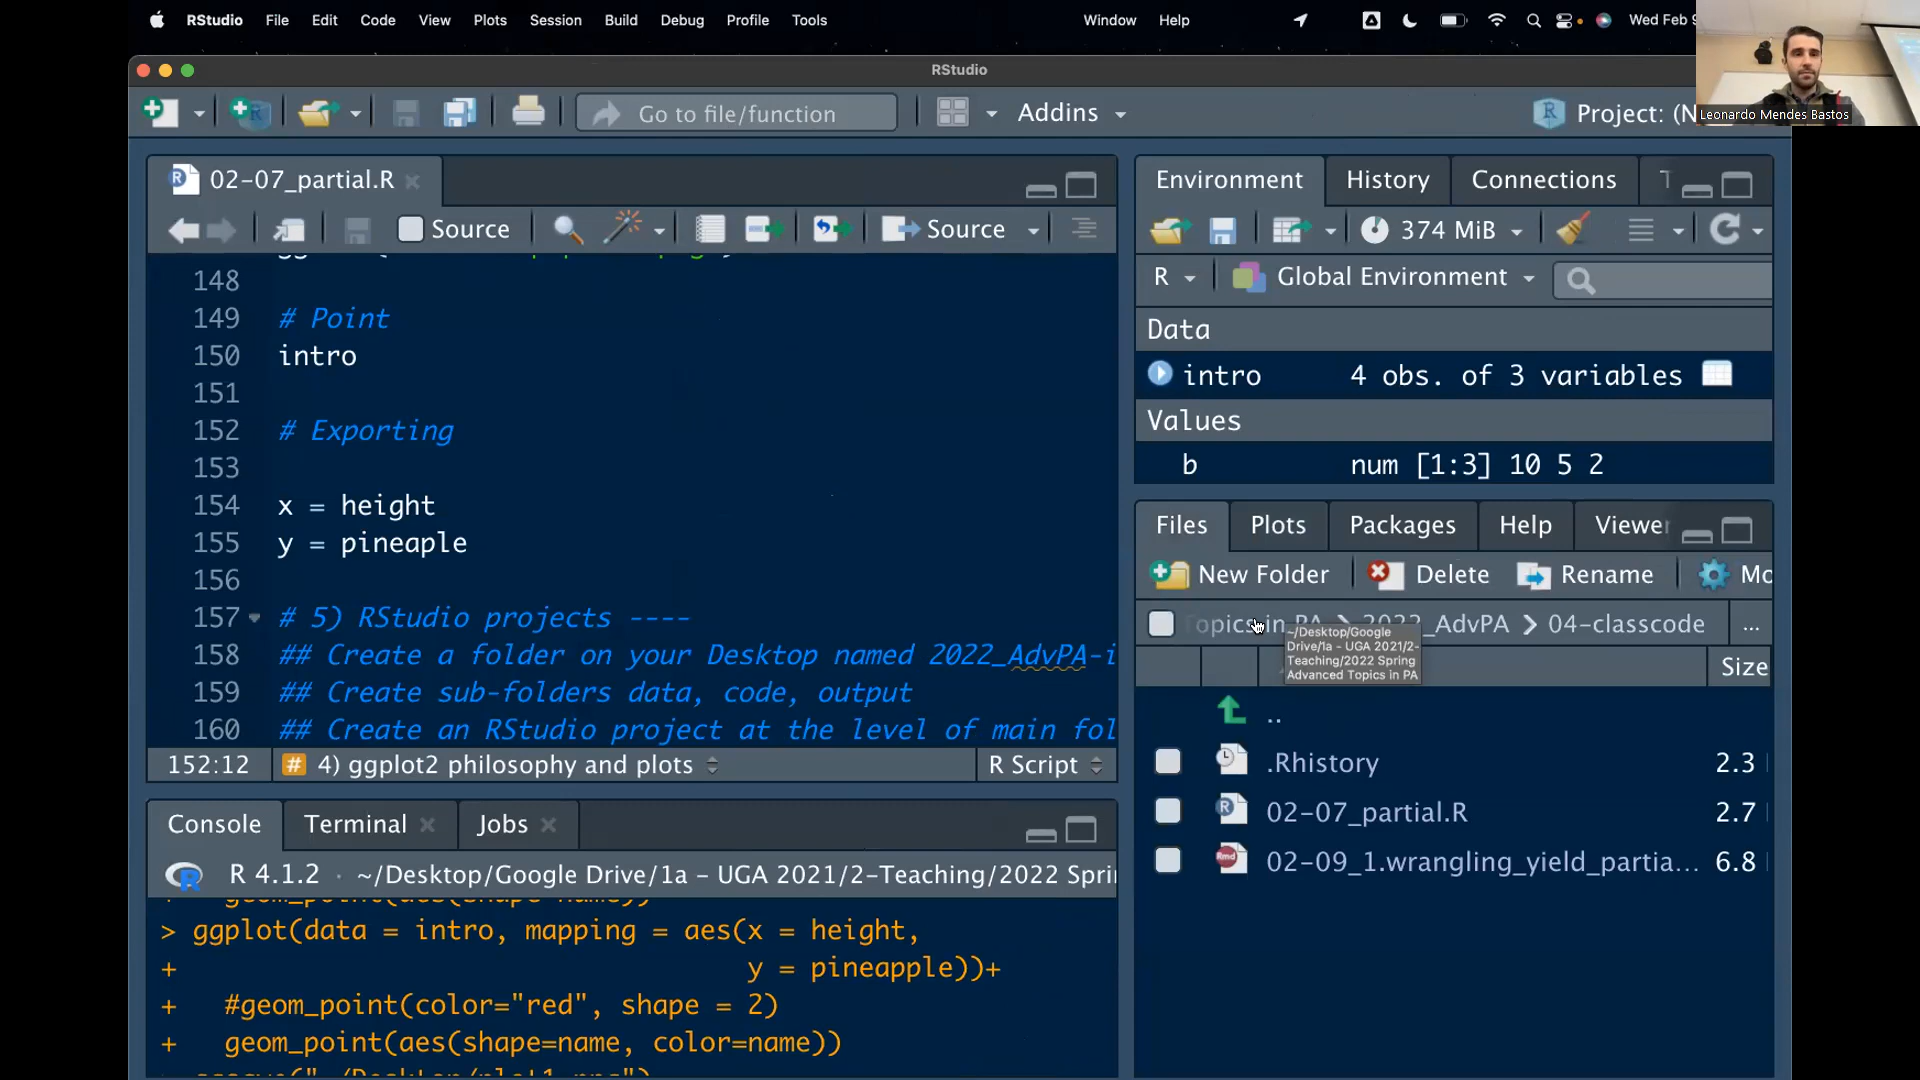 RStudio File Edit Code View Plots Session Build Debug Profile Tools Window Help Wed Feb 9
RStudio
Go to file/function Addins Project: (N
Leonardo Mendes Bastos
02-07_partial.R
Source Source
148
149 # Point
150 intro
151
152 # Exporting
153
154 x = height
155 y = pineaple
156
157 # 5) RStudio projects ----
158 ## Create a folder on your Desktop named 2022_AdvPA-i
159 ## Create sub-folders data, code, output
160 ## Create an RStudio project at the level of main fol
152:12 # 4) ggplot2 philosophy and plots R Script
Console Terminal Jobs
R 4.1.2 · ~/Desktop/Google Drive/1a - UGA 2021/2-Teaching/2022 Spri
> ggplot(data = intro, mapping = aes(x = height,
+ y = pineapple))+
+ #geom_point(color="red", shape = 2)
+ geom_point(aes(shape=name, color=name))
Environment History Connections T
374 MiB
R Global Environment
Data
intro 4 obs. of 3 variables
Values
b num [1:3] 10 5 2
Files Plots Packages Help Viewer
New Folder Delete Rename Mo
Topics in PA 2022_AdvPA 04-classcode ...
~/Desktop/Google
Drive/1a - UGA 2021/2-
Teaching/2022 Spring
Advanced Topics in PA
Size
..
.Rhistory 2.3
02-07_partial.R 2.7
02-09_1.wrangling_yield_partia... 6.8